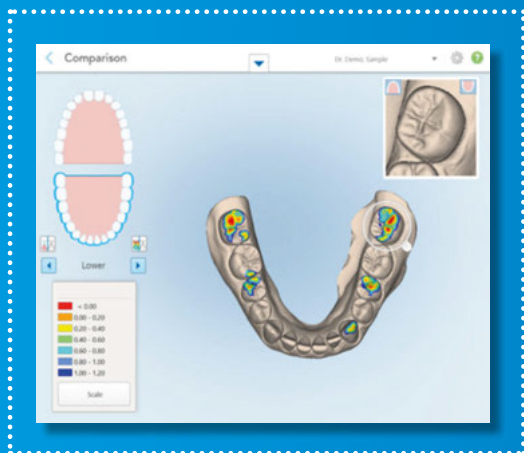 Comparison
Dr. Demo, Sample
?
Lower
< 0.00
0.00 - 0.20
0.20 - 0.40
0.40 - 0.60
0.60 - 0.80
0.80 - 1.00
1.00 - 1.20
Scale